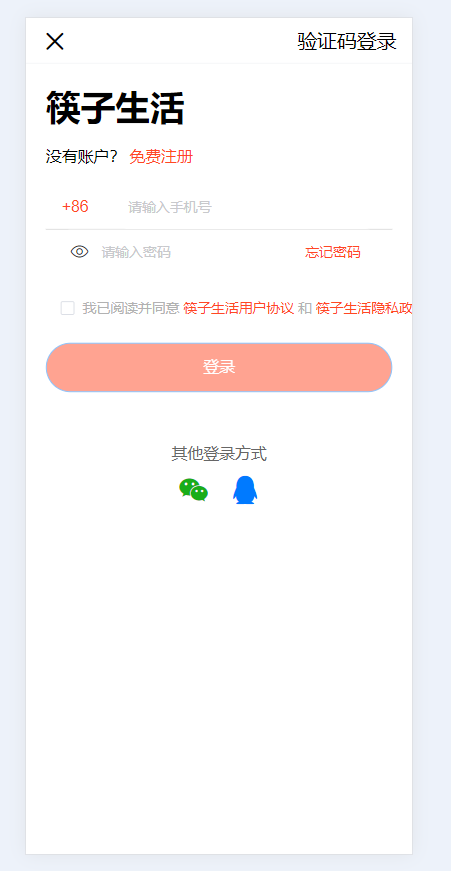 验证码登录
筷子生活
没有账户? 免费注册
+86 请输入手机号
请输入密码 忘记密码
我已阅读并同意 筷子生活用户协议 和 筷子生活隐私政
登录
其他登录方式